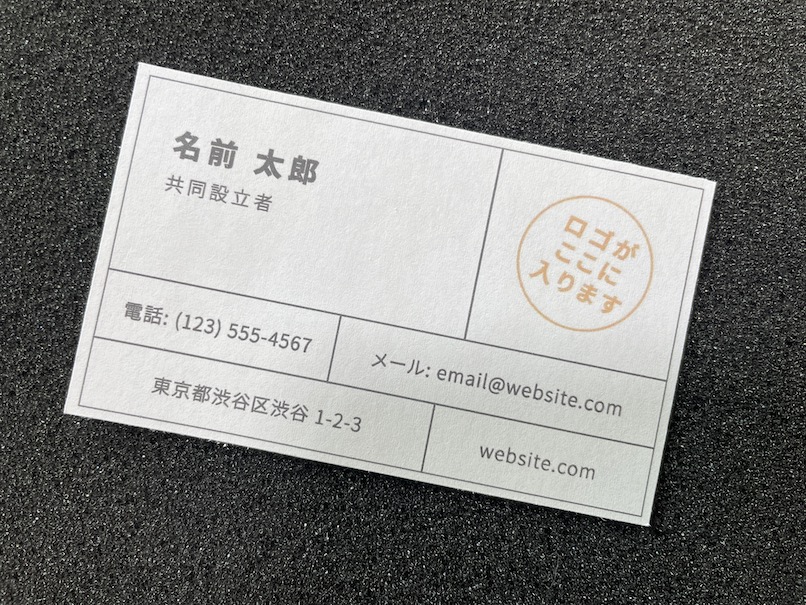 名前 太郎
共同設立者
ロゴが
ここに
入ります
電話: (123) 555-4567
メール: email@website.com
東京都渋谷区渋谷 1-2-3
website.com